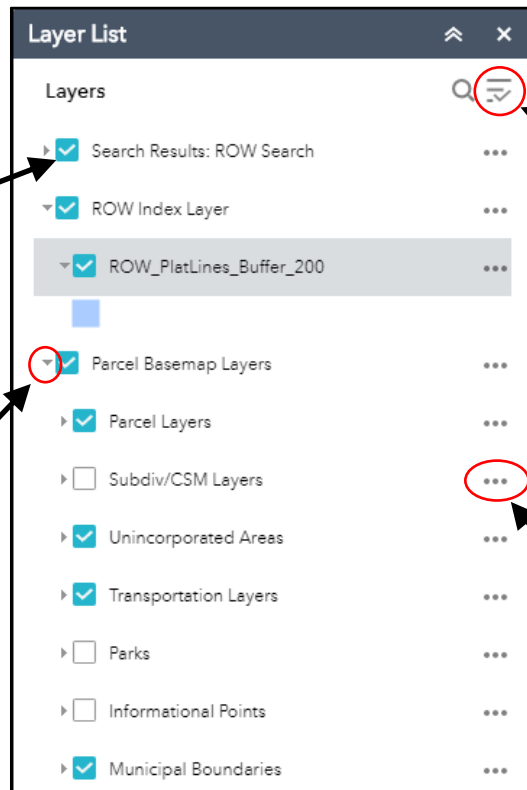 Layer List
Layers
Search Results: ROW Search
ROW Index Layer
ROW_PlatLines_Buffer_200
Parcel Basemap Layers
Parcel Layers
Subdiv/CSM Layers
Unincorporated Areas
Transportation Layers
Parks
Informational Points
Municipal Boundaries